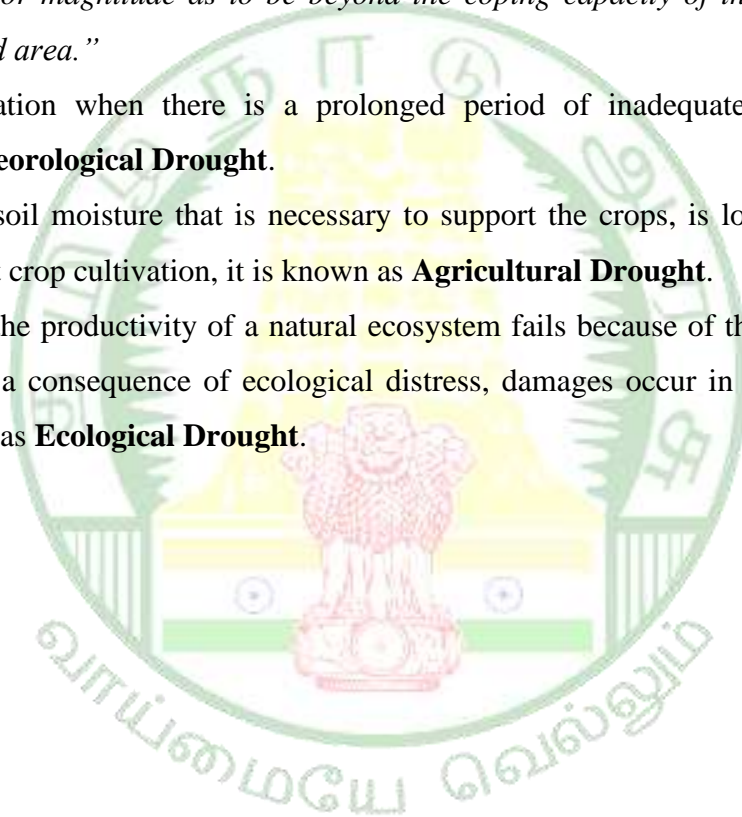 or magnitude as to be beyond the coping capacity of
area.”
ation when there is a prolonged period of inadequate
eorological Drought.
soil moisture that is necessary to support the crops, is
crop cultivation, it is known as Agricultural Drought.
he productivity of a natural ecosystem fails because of
a consequence of ecological distress, damages occur in
as Ecological Drought.
தமிழ்நாடு அரசு
வாய்மையே வெல்லும்